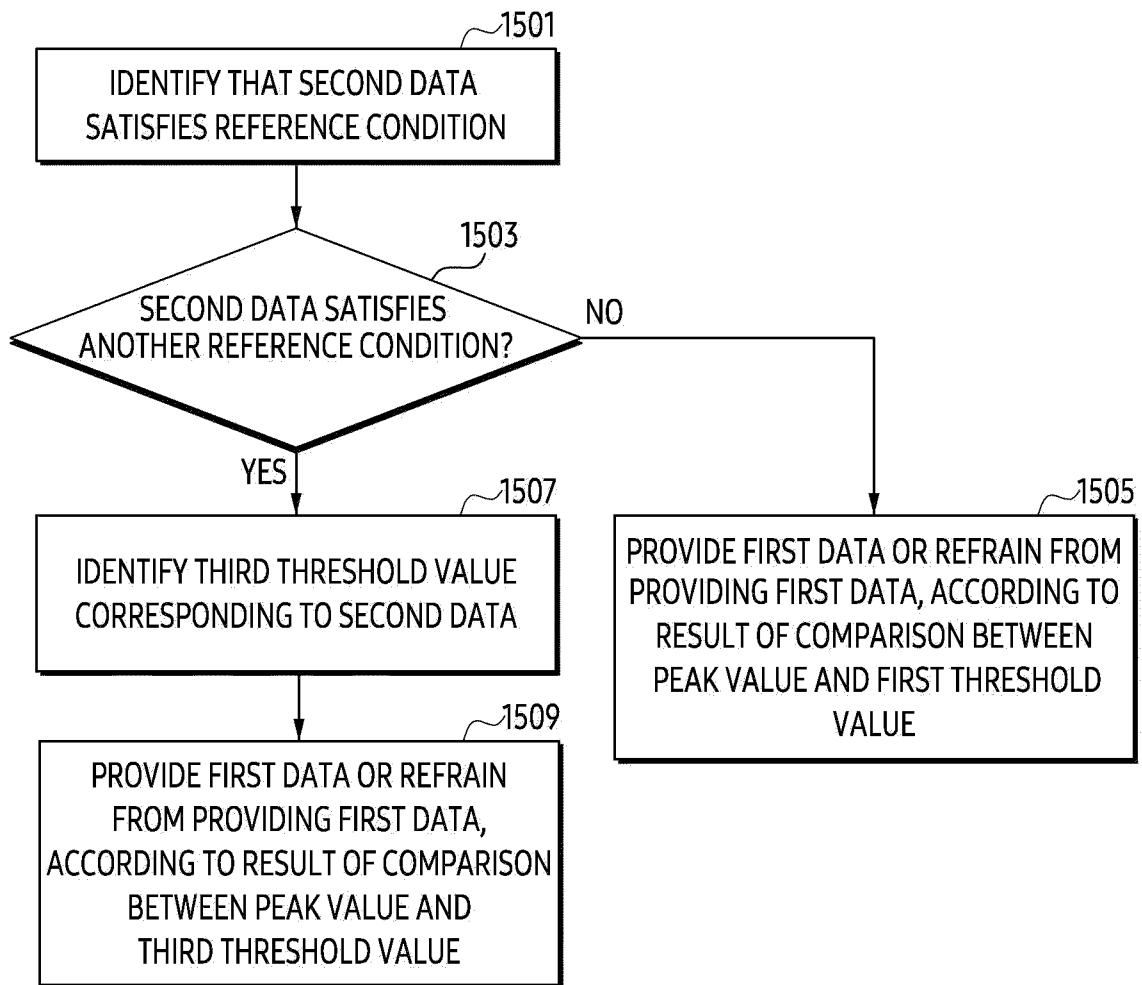 1501
IDENTIFY THAT SECOND DATA
SATISFIES REFERENCE CONDITION
1503
SECOND DATA SATISFIES
ANOTHER REFERENCE CONDITION?
NO
YES
1507
IDENTIFY THIRD THRESHOLD VALUE
CORRESPONDING TO SECOND DATA
1505
PROVIDE FIRST DATA OR REFRAIN FROM
PROVIDING FIRST DATA, ACCORDING TO
RESULT OF COMPARISON BETWEEN
PEAK VALUE AND FIRST THRESHOLD
VALUE
1509
PROVIDE FIRST DATA OR REFRAIN
FROM PROVIDING FIRST DATA,
ACCORDING TO RESULT OF COMPARISON
BETWEEN PEAK VALUE AND
THIRD THRESHOLD VALUE